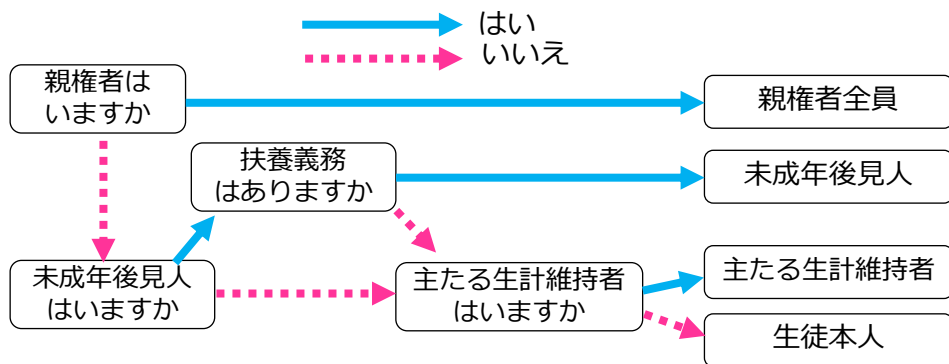 はい
いいえ
親権者は
いますか
親権者全員
扶養義務
はありますか
未成年後見人
未成年後見人
はいますか
主たる生計維持者
はいますか
主たる生計維持者
生徒本人